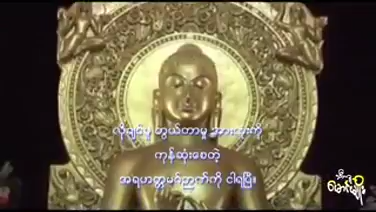 လိုချင်မှု တွယ်တာမှု အားလုံးကို
ကုန်ဆုံးစေတဲ့
အရဟတ္တမဂ်ဉာဏ်ကို ငါရပြီ။